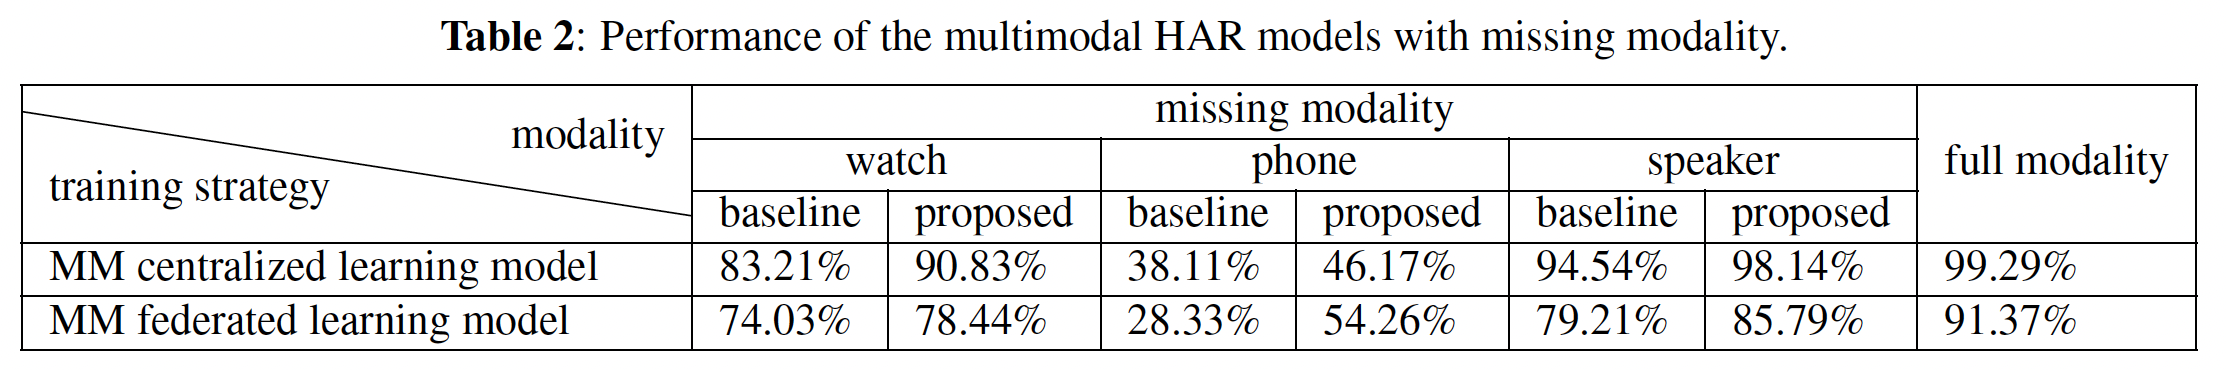 Table 2: Performance of the multimodal HAR models with missing modality.
modality
training strategy
missing modality
full modality
watch phone speaker
baseline proposed baseline proposed baseline proposed
MM centralized learning model 83.21% 90.83% 38.11% 46.17% 94.54% 98.14% 99.29%
MM federated learning model 74.03% 78.44% 28.33% 54.26% 79.21% 85.79% 91.37%